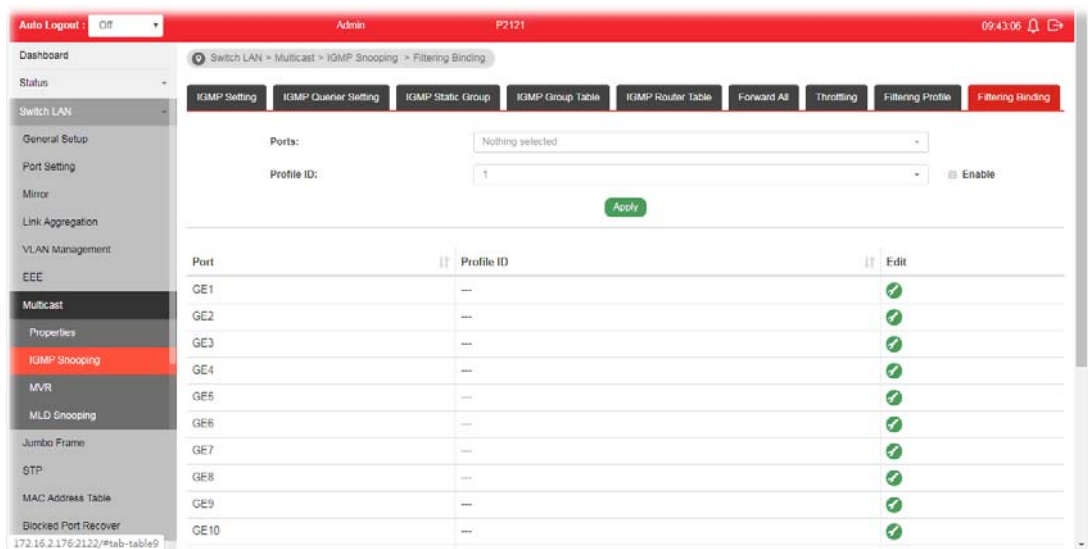 Auto Logout : Off Admin P2121 09:43:06
Dashboard
Status
Switch LAN
General Setup
Port Setting
Mirror
Link Aggregation
VLAN Management
EEE
Multicast
Properties
IGMP Snooping
MVR
MLD Snooping
Jumbo Frame
STP
MAC Address Table
Blocked Port Recover
172.16.2.176:2122/#tab-table9
Switch LAN > Multicast > IGMP Snooping > Filtering Binding
IGMP Setting IGMP Querier Setting IGMP Static Group IGMP Group Table IGMP Router Table Forward All Throttling Filtering Profile Filtering Binding
Ports: Nothing selected
Profile ID: 1 Enable
Apply
Port Profile ID Edit
GE1 ---
GE2 ---
GE3 ---
GE4 ---
GE5 ---
GE6 ---
GE7 ---
GE8 ---
GE9 ---
GE10 ---